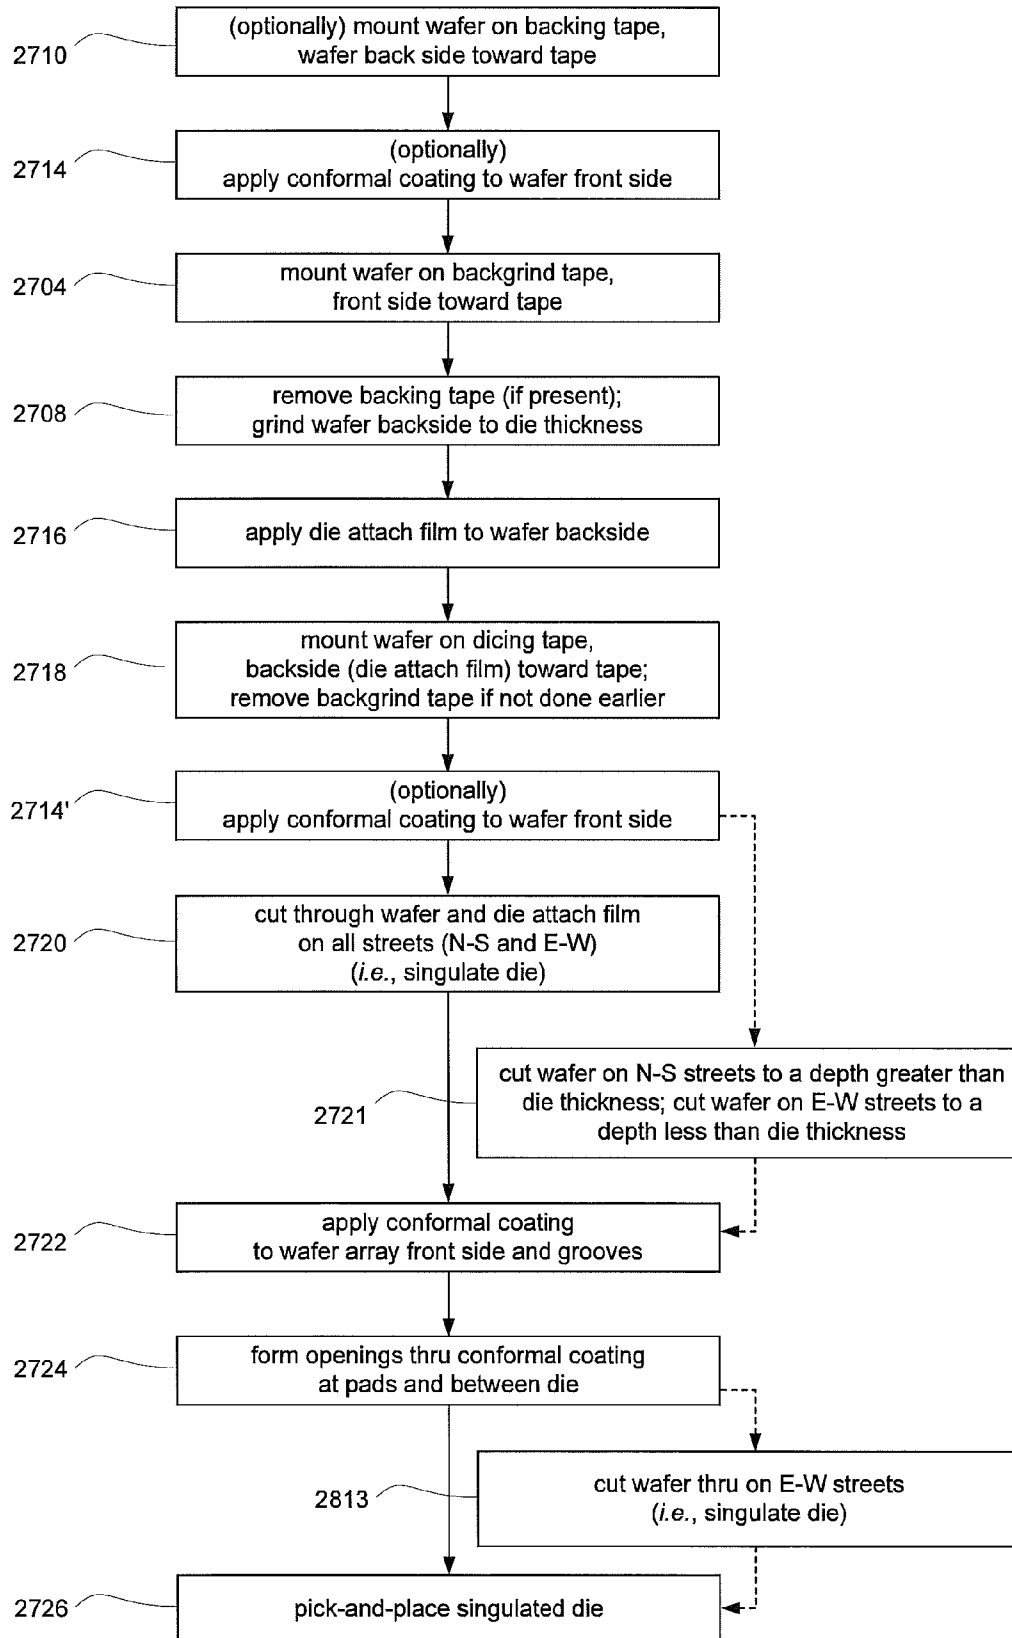 2710
(optionally) mount wafer on backing tape,
wafer back side toward tape
2714
(optionally)
apply conformal coating to wafer front side
2704
mount wafer on backgrind tape,
front side toward tape
2708
remove backing tape (if present);
grind wafer backside to die thickness
2716
apply die attach film to wafer backside
2718
mount wafer on dicing tape,
backside (die attach film) toward tape;
remove backgrind tape if not done earlier
2714'
(optionally)
apply conformal coating to wafer front side
2720
cut through wafer and die attach film
on all streets (N-S and E-W)
(i.e., singulate die)
2721
cut wafer on N-S streets to a depth greater than
die thickness; cut wafer on E-W streets to a
depth less than die thickness
2722
apply conformal coating
to wafer array front side and grooves
2724
form openings thru conformal coating
at pads and between die
2813
cut wafer thru on E-W streets
(i.e., singulate die)
2726
pick-and-place singulated die